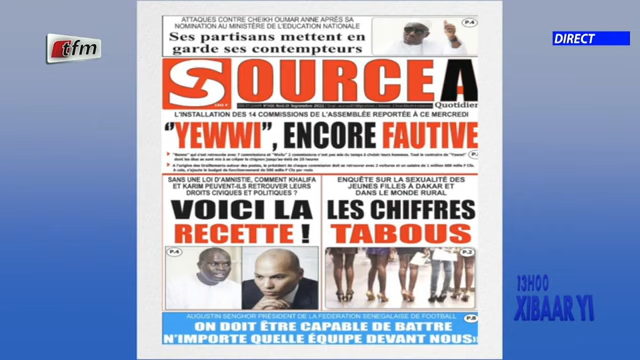 tfm
DIRECT
ATTAQUES CONTRE CHEIKH OUMAR ANNE APRÈS SA
NOMINATION AU MINISTÈRE DE L'EDUCATION NATIONALE
Ses partisans mettent en
garde ses contempteurs
P.4
SOURCEA
Quotidien
L'INSTALLATION DES 14 COMMISSIONS DE L'ASSEMBLÉE REPORTÉE A CE MERCREDI
"YEWWI", ENCORE FAUTIVE
SANS UNE LOI D'AMNISTIE, COMMENT KHALIFA
ET KARIM PEUVENT-ILS RETROUVER LEURS
DROITS CIVIQUES ET POLITIQUES ?
VOICI LA
RECETTE !
P.4
ENQUÊTE SUR LA SEXUALITÉ DES
JEUNES FILLES A DAKAR ET DANS
LE MONDE RURAL
LES CHIFFRES
TABOUS
P.2
AUGUSTIN SENGHOR PRÉSIDENT DE LA FÉDÉRATION SÉNÉGALAISE DE FOOTBALL
P.8
ON DOIT ÊTRE CAPABLE DE BATTRE
N'IMPORTE QUELLE ÉQUIPE DEVANT NOUS»
13H00
XIBAAR YI